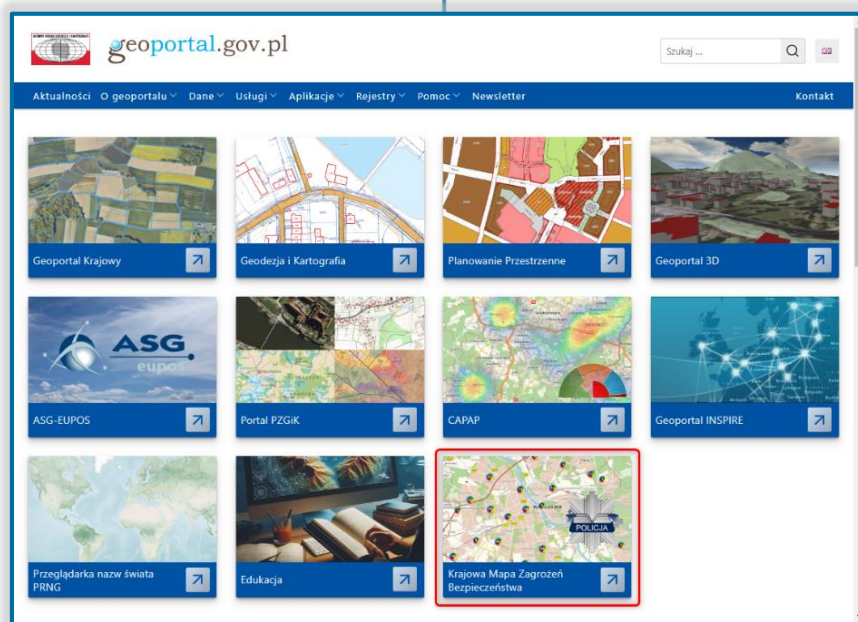 geoportal.gov.pl
Szukaj ...
Aktualności O geoportalu Dane Usługi Aplikacje Rejestry Pomoc Newsletter Kontakt
Geoportal Krajowy
Geodezja i Kartografia
Planowanie Przestrzenne
Geoportal 3D
ASG
eupos
ASG-EUPOS
Portal PZGiK
CAPAP
Geoportal INSPIRE
Przeglądarka nazw świata
PRNG
Edukacja
POLICJA
Krajowa Mapa Zagrożeń
Bezpieczeństwa